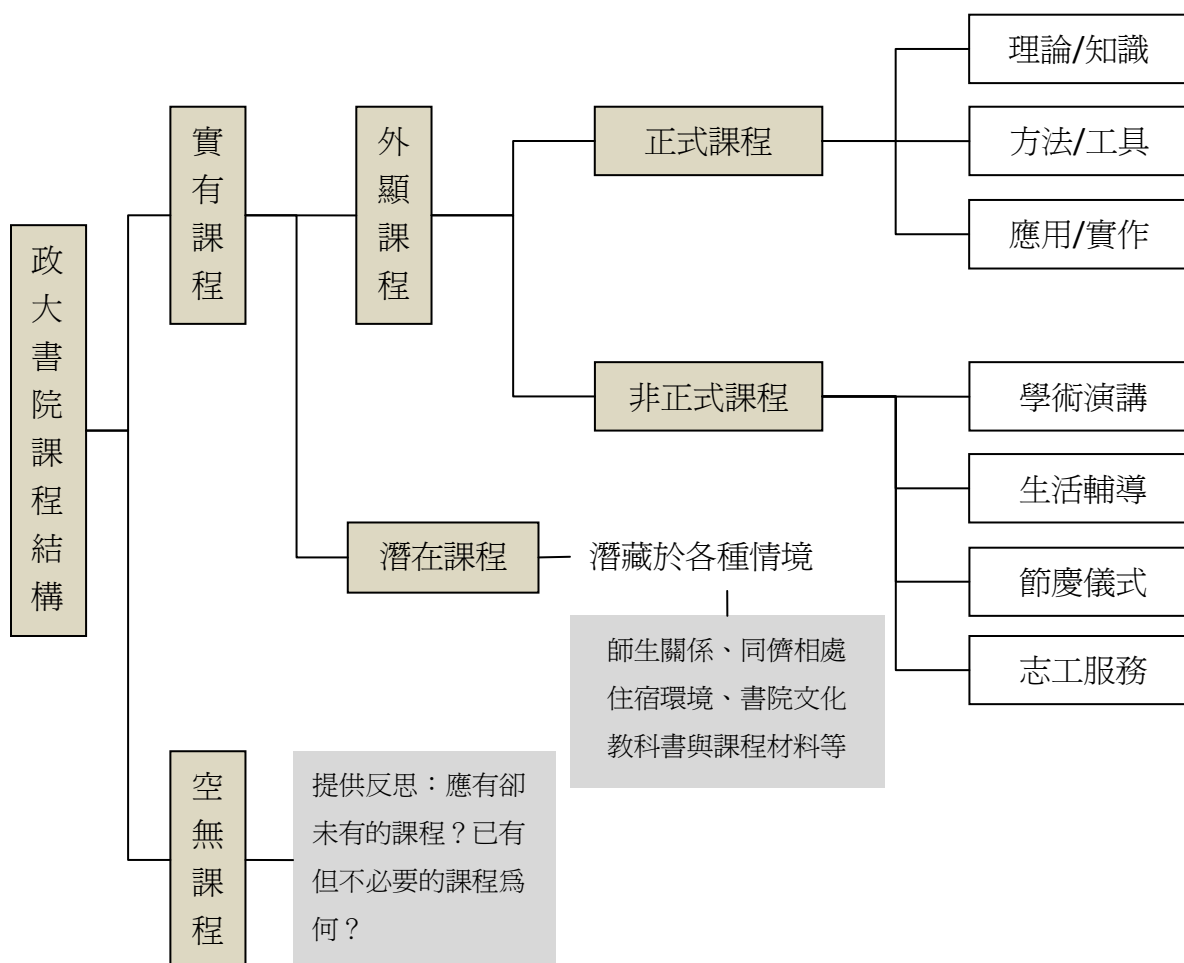 政大書院課程結構
實有課程
外顯課程
正式課程
理論/知識
方法/工具
應用/實作
非正式課程
學術演講
生活輔導
節慶儀式
志工服務
潛在課程
潛藏於各種情境
師生關係、同儕相處
住宿環境、書院文化
教科書與課程材料等
空無課程
提供反思：應有卻
未有的課程？已有
但不必要的課程爲
何？